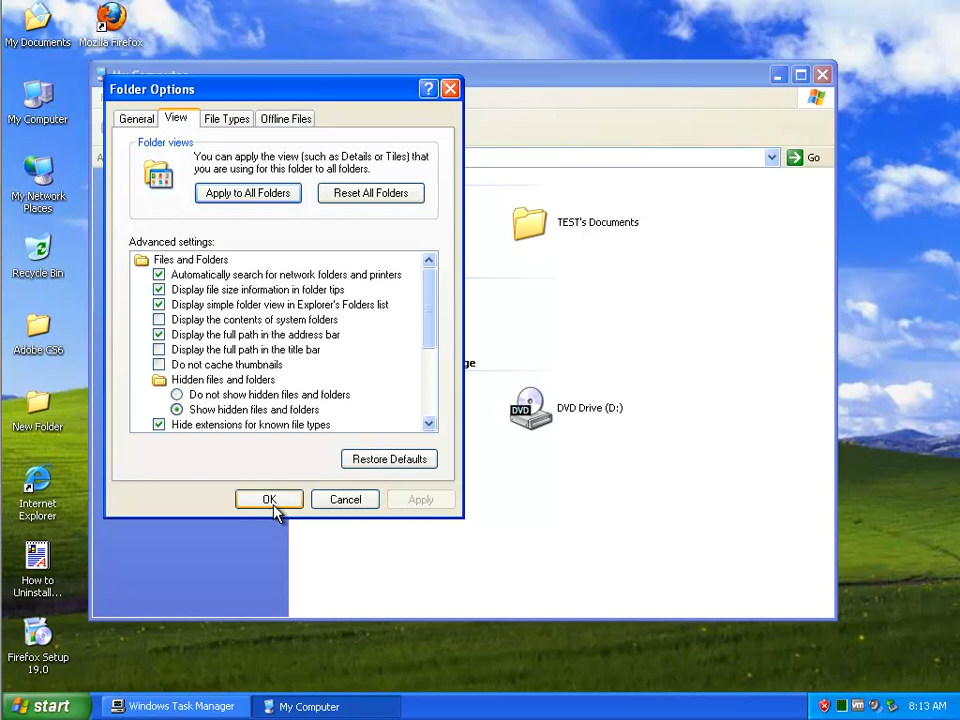 My Documents
Mozilla Firefox
My Computer
My Network
Places
Recycle Bin
Adobe CS6
New Folder
Internet
Explorer
How to
Uninstall...
Firefox Setup
19.0
My Computer
Folder Options
General
View
File Types
Offline Files
Folder views
You can apply the view (such as Details or Tiles) that
you are using for this folder to all folders.
Apply to All Folders
Reset All Folders
Advanced settings:
Files and Folders
Automatically search for network folders and printers
Display file size information in folder tips
Display simple folder view in Explorer's Folders list
Display the contents of system folders
Display the full path in the address bar
Display the full path in the title bar
Do not cache thumbnails
Hidden files and folders
Do not show hidden files and folders
Show hidden files and folders
Hide extensions for known file types
Restore Defaults
OK
Cancel
Apply
Go
TEST's Documents
ge
DVD
DVD Drive (D:)
start
Windows Task Manager
My Computer
vm
8:13 AM